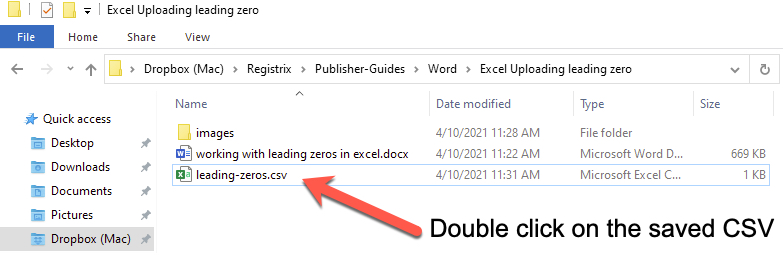 Excel Uploading leading zero
File Home Share View
Dropbox (Mac) Registrix Publisher-Guides Word Excel Uploading leading zero
Name Date modified Type Size
Quick access
images 4/10/2021 11:28 AM File folder
Desktop
working with leading zeros in excel.docx 4/10/2021 11:22 AM Microsoft Word D... 669 KB
Downloads
leading-zeros.csv 4/10/2021 11:31 AM Microsoft Excel C... 1 KB
Documents
Pictures
Dropbox (Mac)
Double click on the saved CSV